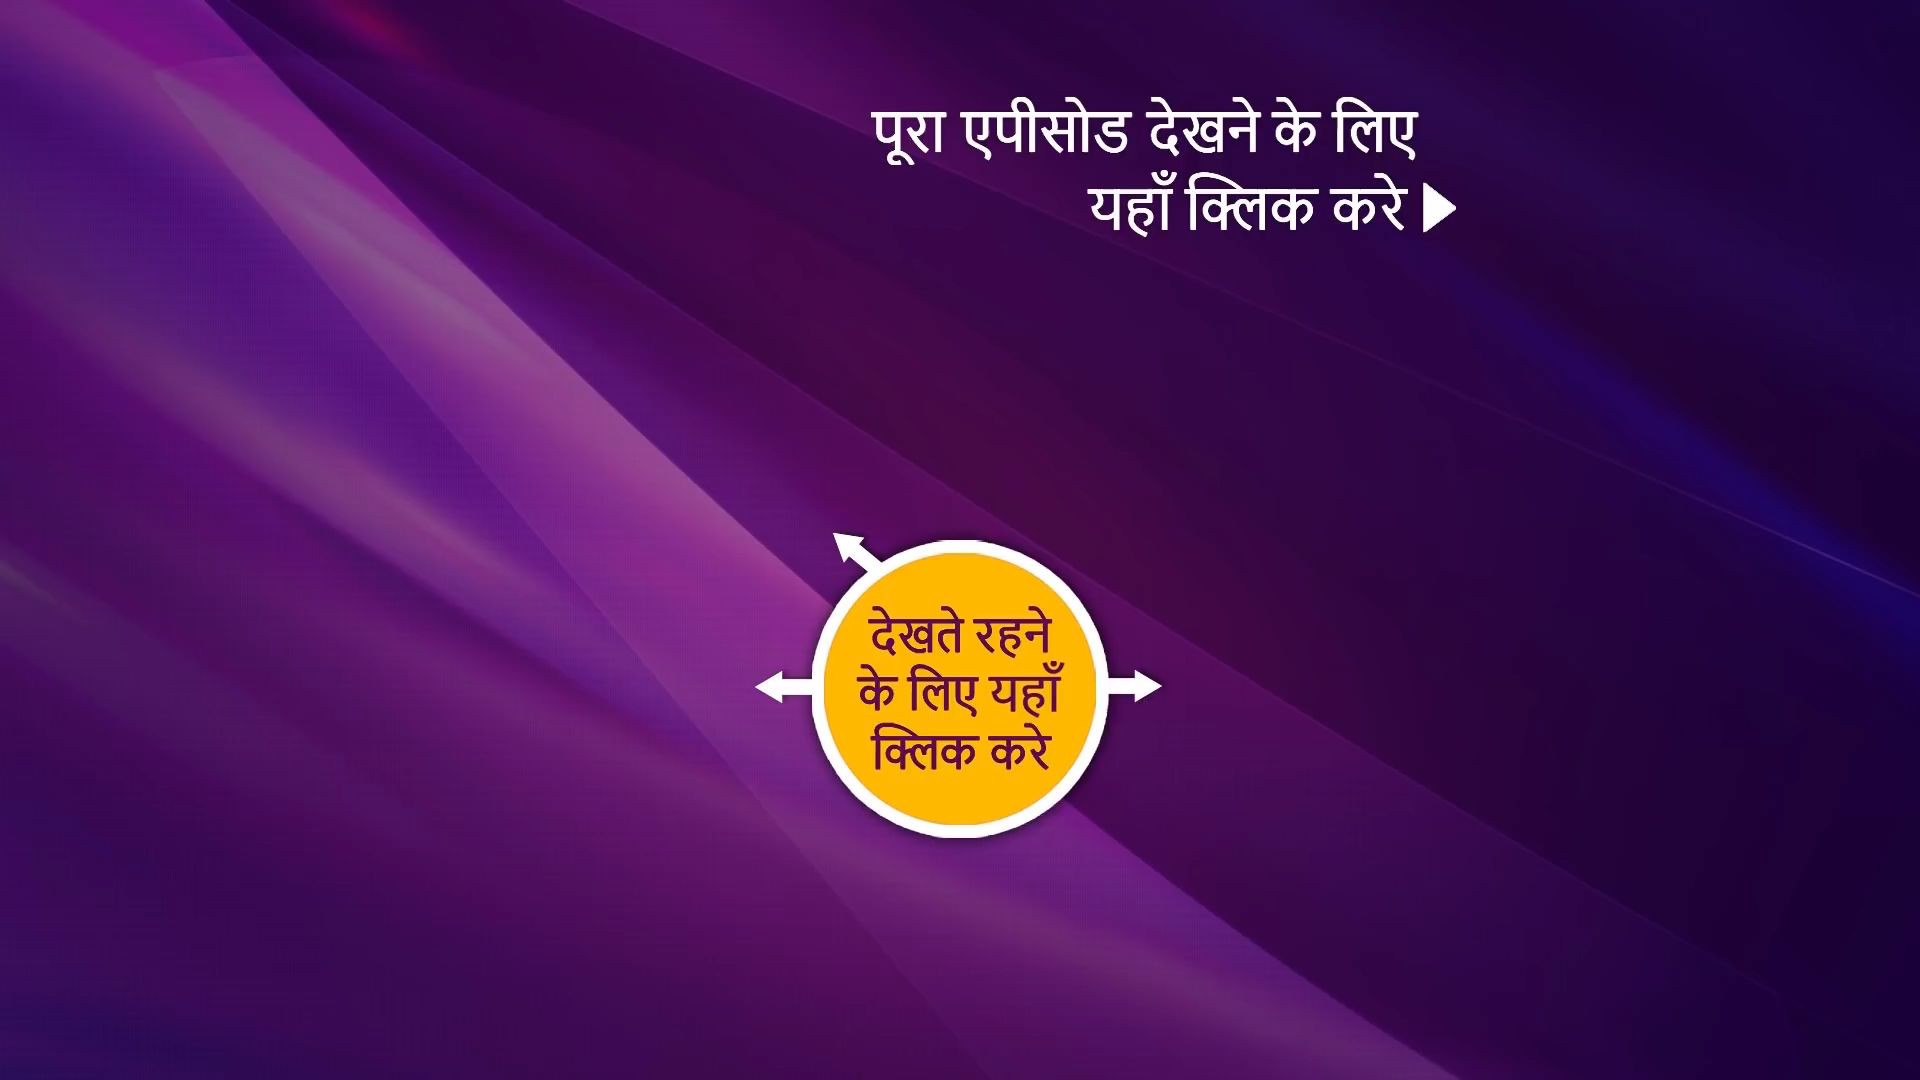 पूरा एपीसोड देखने के लिए
यहाँ क्लिक करे
देखते रहने
के लिए यहाँ
क्लिक करे